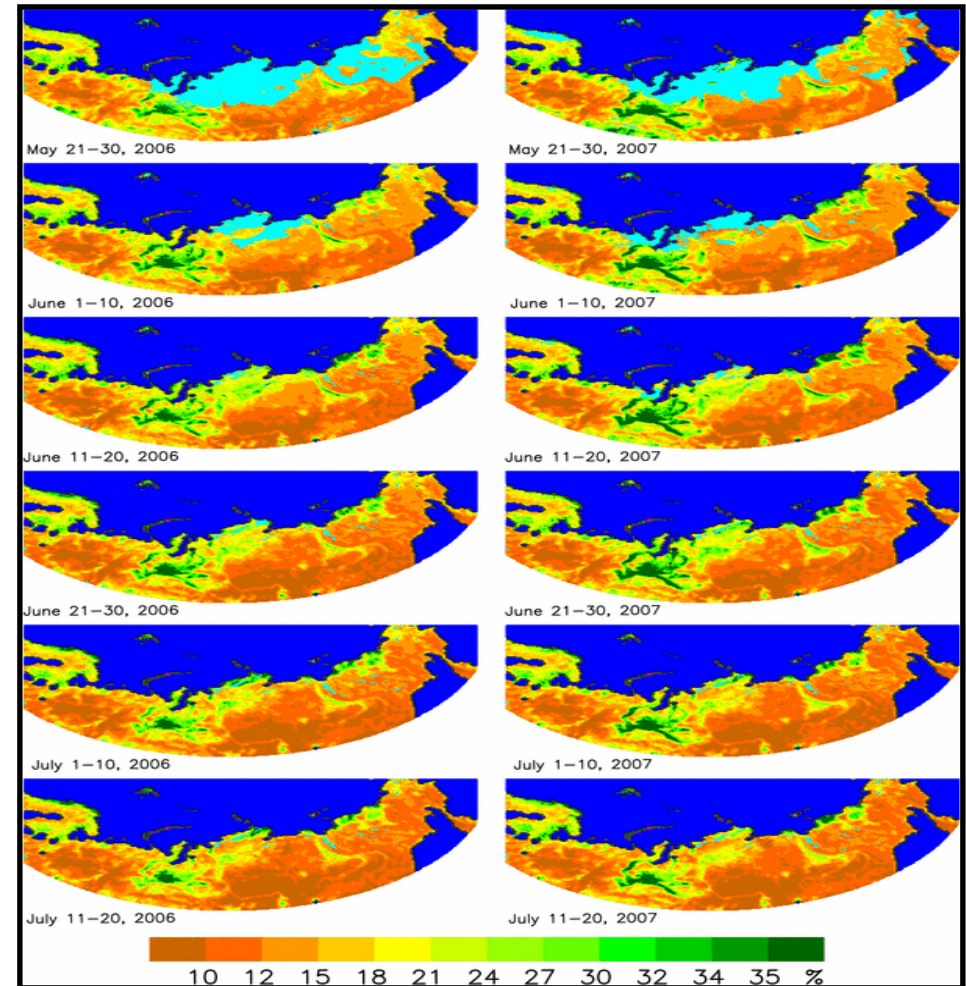 May 21–30, 2006
May 21–30, 2007
June 1–10, 2006
June 1–10, 2007
June 11–20, 2006
June 11–20, 2007
June 21–30, 2006
June 21–30, 2007
July 1–10, 2006
July 1–10, 2007
July 11–20, 2006
July 11–20, 2007
10 12 15 18 21 24 27 30 32 34 35 %